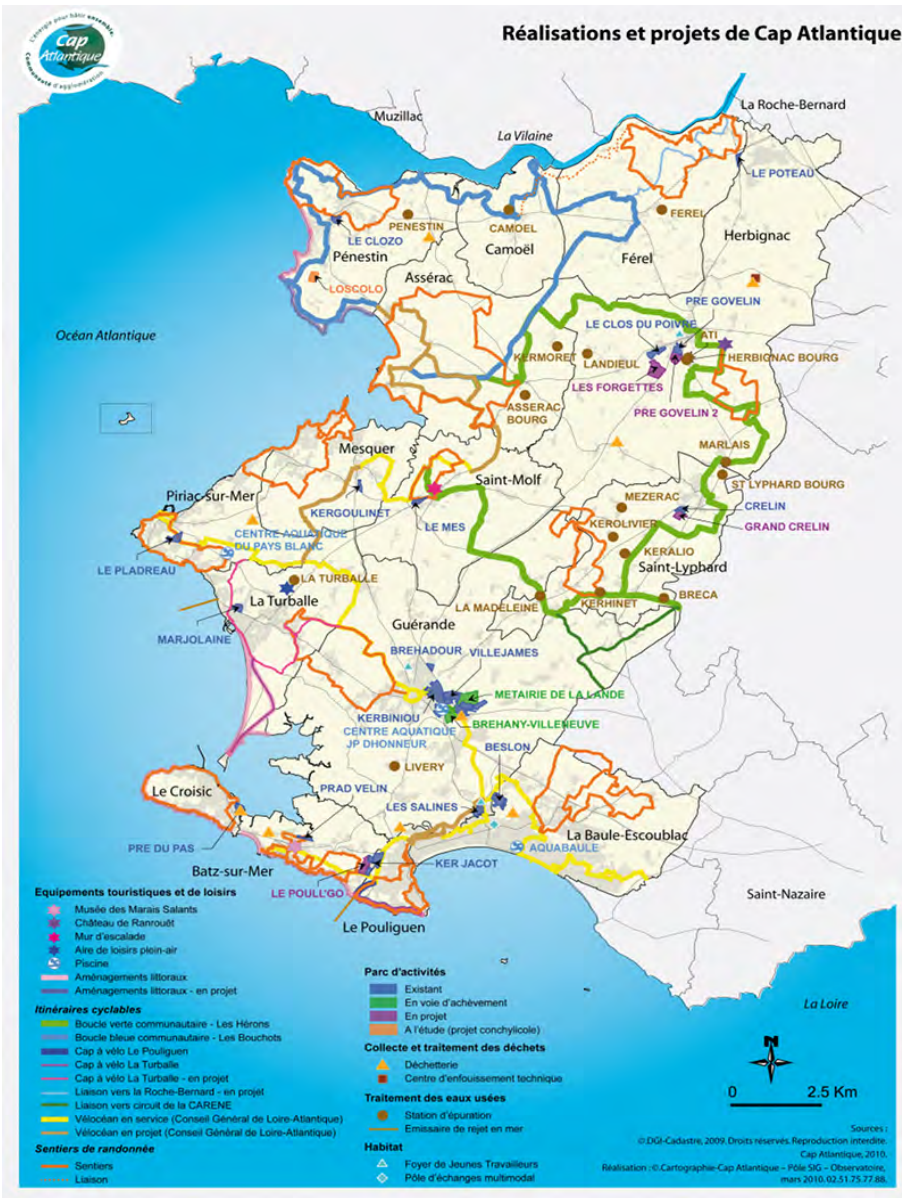 Réalisations et projets de Cap Atlantique
L'énergie pour bâtir ensemble.
Cap
Atlantique
Communauté d'agglomération
Muzillac
La Roche-Bernard
La Vilaine
LE POTEAU
PENESTIN
CAMOEL
FEREL
LE CLOZO
Pénestin
Camoël
Férel
Herbignac
Assérac
LOSCOLO
PRE GOVELIN
Océan Atlantique
LE CLOS DU POIVRE
ATI
KERMORET
LANDIEUL
HERBIGNAC BOURG
LES FORGETTES
ASSERAC
BOURG
PRE GOVELIN 2
MARLAIS
Mesquer
Saint-Molf
ST LYPHARD BOURG
Piriac-sur-Mer
KERGOULINET
MEZERAC
CRELIN
LE MES
KEROLIVIER
GRAND CRELIN
CENTRE AQUATIQUE
DU PAYS BLANC
KERALIO
LE PLADREAU
Saint-Lyphard
LA TURBALLE
La Turballe
LA MADELEINE
KERHINET
BRECA
MARJOLAINE
Guérande
BREHADOUR
VILLEJAMES
METAIRIE DE LA LANDE
KERBINIOU
BREHANY-VILLENEUVE
CENTRE AQUATIQUE
JP DHONNEUR
BESLON
LIVERY
Le Croisic
PRAD VELIN
LES SALINES
La Baule-Escoublac
PRE DU PAS
AQUABAULE
KER JACOT
Batz-sur-Mer
LE POULL'GO
Saint-Nazaire
Le Pouliguen
La Loire
Equipements touristiques et de loisirs
Musée des Marais Salants
Château de Ranrouët
Mur d'escalade
Aire de loisirs plein-air
Piscine
Aménagements littoraux
Aménagements littoraux - en projet
Itinéraires cyclables
Boucle verte communautaire - Les Hérons
Boucle bleue communautaire - Les Bouchots
Cap à vélo Le Pouliguen
Cap à vélo La Turballe
Cap à vélo La Turballe - en projet
Liaison vers la Roche-Bernard - en projet
Liaison vers circuit de la CARENE
Vélocéan en service (Conseil Général de Loire-Atlantique)
Vélocéan en projet (Conseil Général de Loire-Atlantique)
Sentiers de randonnée
Sentiers
Liaison
Parc d'activités
Existant
En voie d'achèvement
En projet
A l'étude (projet conchylicole)
Collecte et traitement des déchets
Déchetterie
Centre d'enfouissement technique
Traitement des eaux usées
Station d'épuration
Emissaire de rejet en mer
Habitat
Foyer de Jeunes Travailleurs
Pôle d'échanges multimodal
N
0 2.5 Km
Sources :
© DGI-Cadastre, 2009. Droits réservés. Reproduction interdite.
Cap Atlantique, 2010.
Réalisation : © Cartographie-Cap Atlantique – Pôle SIG – Observatoire,
mars 2010. 02.51.75.77.88.